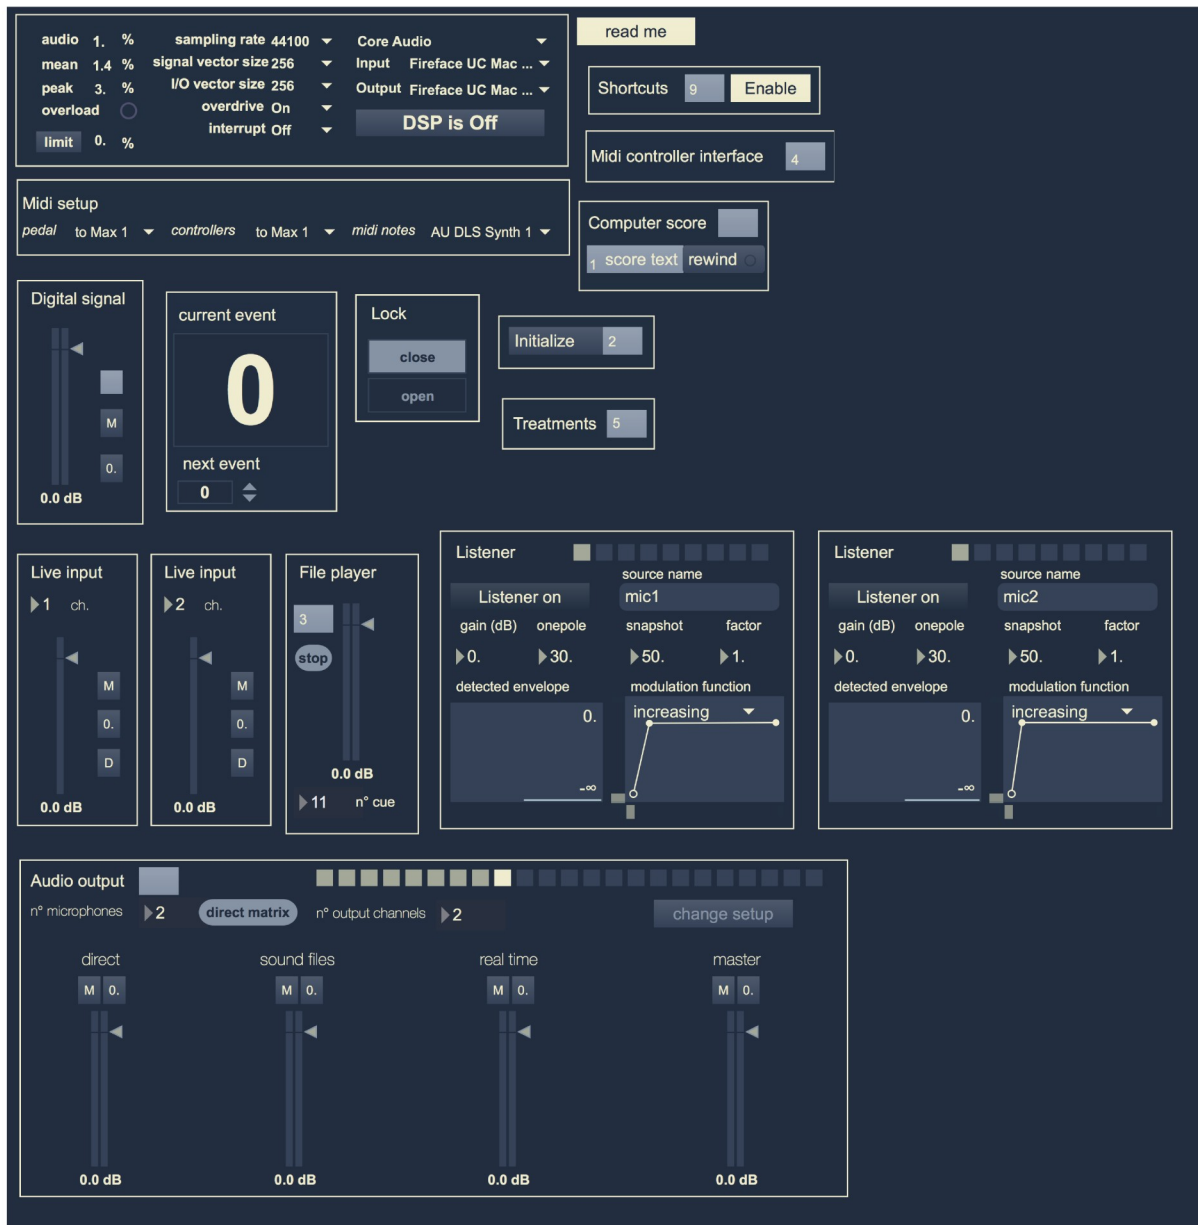 audio 1. %
mean 1.4 %
peak 3. %
overload
limit 0. %
sampling rate 44100
signal vector size 256
I/O vector size 256
overdrive On
interrupt Off
Core Audio
Input Fireface UC Mac ...
Output Fireface UC Mac ...
DSP is Off
read me
Shortcuts 9 Enable
Midi controller interface 4
Midi setup
pedal to Max 1 controllers to Max 1 midi notes AU DLS Synth 1
Computer score
1 score text rewind
Digital signal
M
0.
0.0 dB
current event
0
next event
0
Lock
close
open
Initialize 2
Treatments 5
Live input
1 ch.
M
0.
D
0.0 dB
Live input
2 ch.
M
0.
D
0.0 dB
File player
3
stop
0.0 dB
11 n° cue
Listener
source name
Listener on mic1
gain (dB) onepole snapshot factor
0. 30. 50. 1.
detected envelope modulation function
0. increasing
-∞
Listener
source name
Listener on mic2
gain (dB) onepole snapshot factor
0. 30. 50. 1.
detected envelope modulation function
0. increasing
-∞
Audio output
n° microphones 2 direct matrix n° output channels 2 change setup
direct sound files real time master
M 0. M 0. M 0. M 0.
0.0 dB 0.0 dB 0.0 dB 0.0 dB